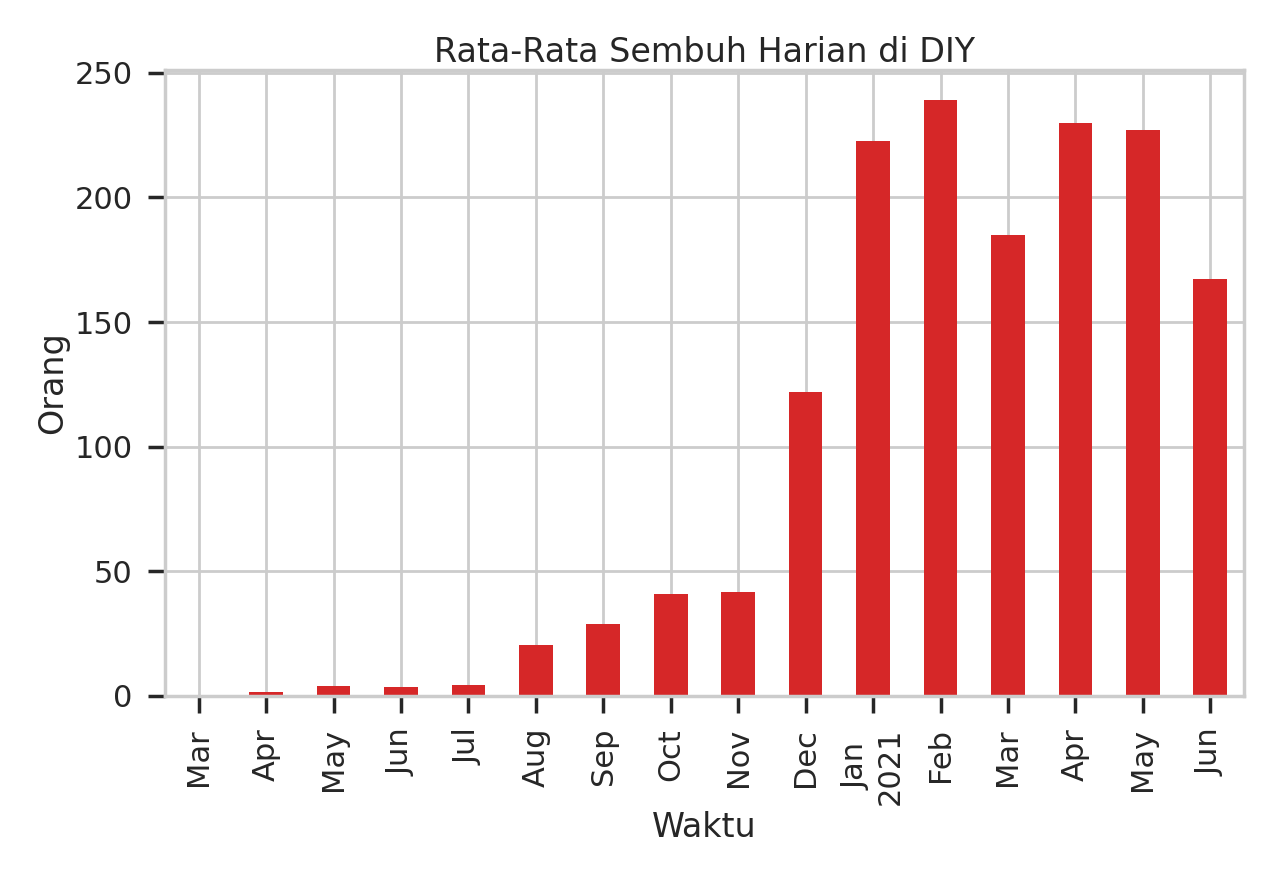 Rata-Rata Sembuh Harian di DIY
250
200
150
100
50
0
Orang
Mar
Apr
May
Jun
Jul
Aug
Sep
Oct
Nov
Dec
Jan
2021
Feb
Mar
Apr
May
Jun
Waktu